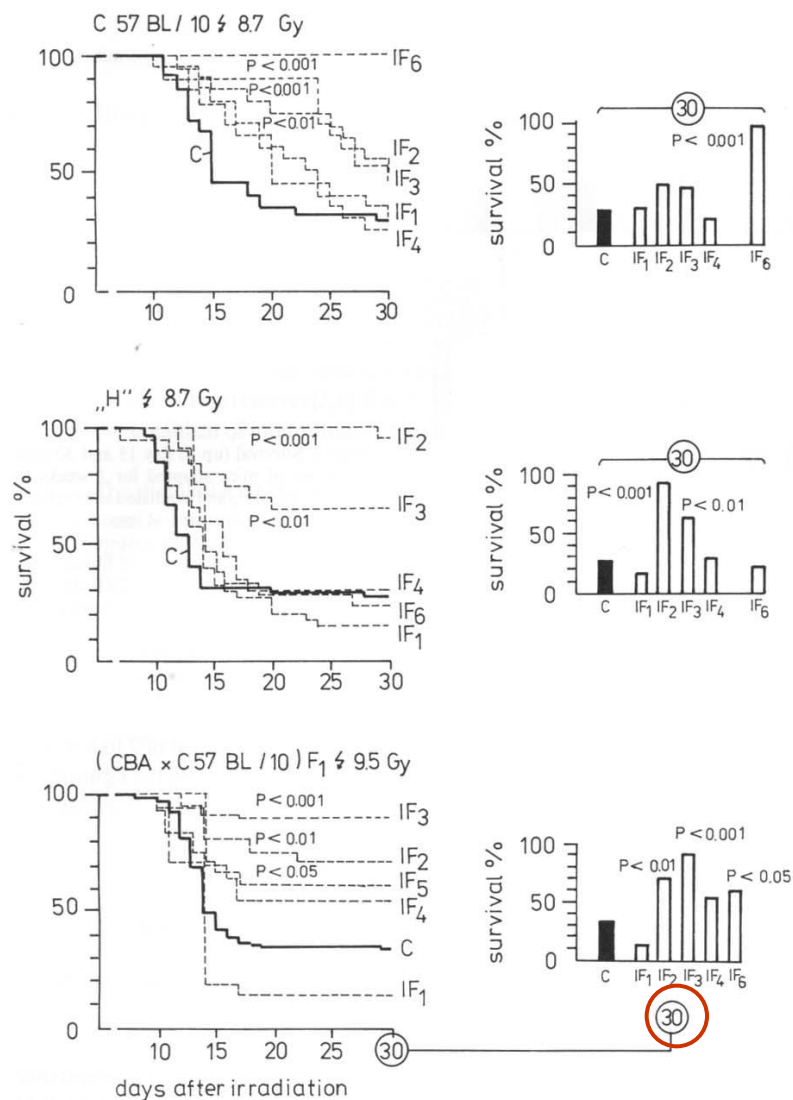 C 57 BL / 10 ϟ 8.7 Gy
100
50
0
10 15 20 25 30
P < 0.001
P < 0.001
P < 0.01
C
IF6
IF2
IF3
IF1
IF4
30
survival %
100
50
0
P < 0.001
C IF1 IF2 IF3 IF4 IF6
„H“ ϟ 8.7 Gy
survival %
100
50
0
10 15 20 25 30
P < 0.001
P < 0.01
C
IF2
IF3
IF4
IF6
IF1
30
survival %
100
50
0
P < 0.001
P < 0.01
C IF1 IF2 IF3 IF4 IF6
( CBA × C 57 BL / 10 ) F1 ϟ 9.5 Gy
100
50
0
10 15 20 25 30
P < 0.001
P < 0.01
P < 0.05
IF3
IF2
IF5
IF4
C
IF1
days after irradiation
survival %
100
50
0
P < 0.001
P < 0.01
P < 0.05
C IF1 IF2 IF3 IF4 IF6
30